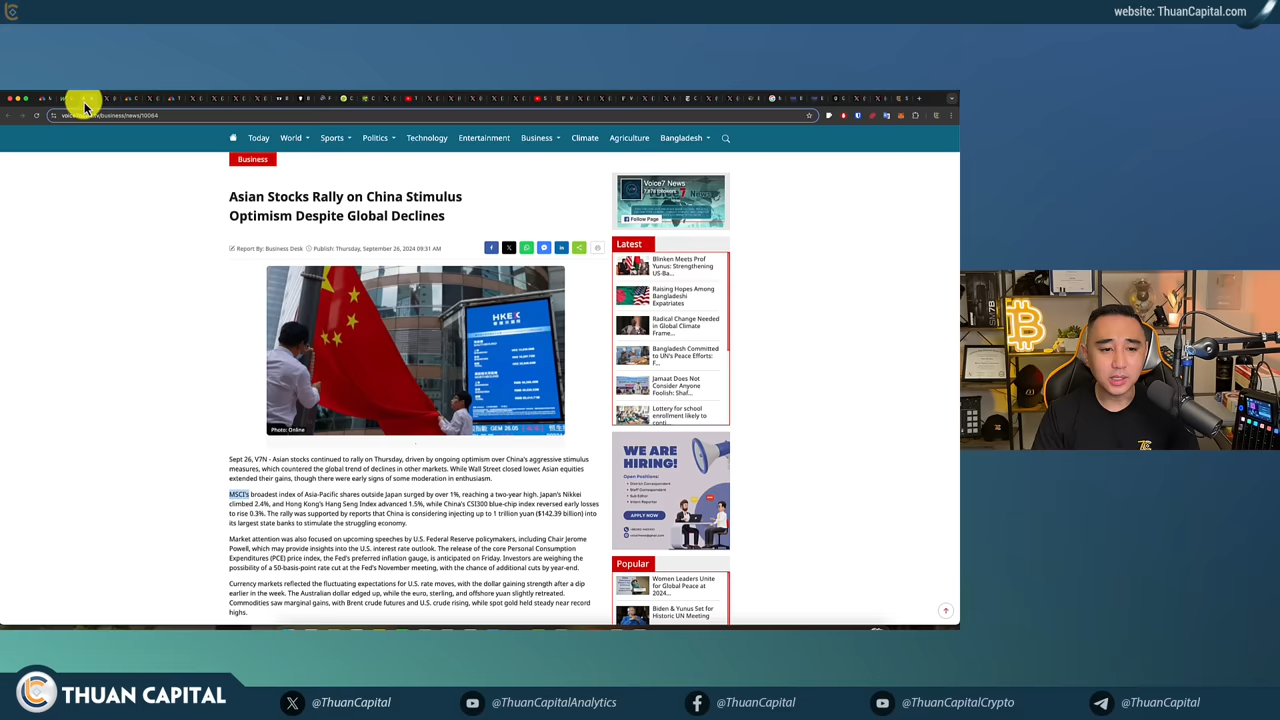 website: ThuanCapital.com
Today
World
Sports
Politics
Technology
Entertainment
Business
Climate
Agriculture
Bangladesh
Business
Asian Stocks Rally on China Stimulus
Optimism Despite Global Declines
Report By: Business Desk Publish: Thursday, September 26, 2024 09:31 AM
HKEX
Photo: Online
Sept 26, V7N - Asian stocks continued to rally on Thursday, driven by ongoing optimism over China's aggressive stimulus
measures, which countered the global trend of declines in other markets. While Wall Street closed lower, Asian equities
extended their gains, though there were early signs of some moderation in enthusiasm.
MSCI's broadest index of Asia-Pacific shares outside Japan surged by over 1%, reaching a two-year high. Japan's Nikkei
climbed 2.4%, and Hong Kong's Hang Seng Index advanced 1.5%, while China's CSI300 blue-chip index reversed early losses
to rise 0.3%. The rally was supported by reports that China is considering injecting up to 1 trillion yuan ($142.39 billion) into
its largest state banks to stimulate the struggling economy.
Market attention was also focused on upcoming speeches by U.S. Federal Reserve policymakers, including Chair Jerome
Powell, which may provide insights into the U.S. interest rate outlook. The release of the core Personal Consumption
Expenditures (PCE) price index, the Fed's preferred inflation gauge, is anticipated on Friday. Investors are weighing the
possibility of a 50-basis-point rate cut at the Fed's November meeting, with the chance of additional cuts by year-end.
Currency markets reflected the fluctuating expectations for U.S. rate moves, with the dollar gaining strength after a dip
earlier in the week. The Australian dollar edged up, while the euro, sterling, and offshore yuan slightly retreated.
Commodities saw marginal gains, with Brent crude futures and U.S. crude rising, while spot gold held steady near record
highs.
Voice7 News
Follow Page
Latest
Blinken Meets Prof
Yunus: Strengthening
US-Ba...
Raising Hopes Among
Bangladeshi
Expatriates
Radical Change Needed
in Global Climate
Frame...
Bangladesh Committed
to UN's Peace Efforts:
F...
Jamaat Does Not
Consider Anyone
Foolish: Shaf...
Lottery for school
enrollment likely to
conti...
WE ARE
HIRING!
APPLY NOW
Popular
Women Leaders Unite
for Global Peace at
2024...
Biden & Yunus Set for
Historic UN Meeting
THUAN CAPITAL
@ThuanCapital
@ThuanCapitalAnalytics
@ThuanCapital
@ThuanCapitalCrypto
@ThuanCapital